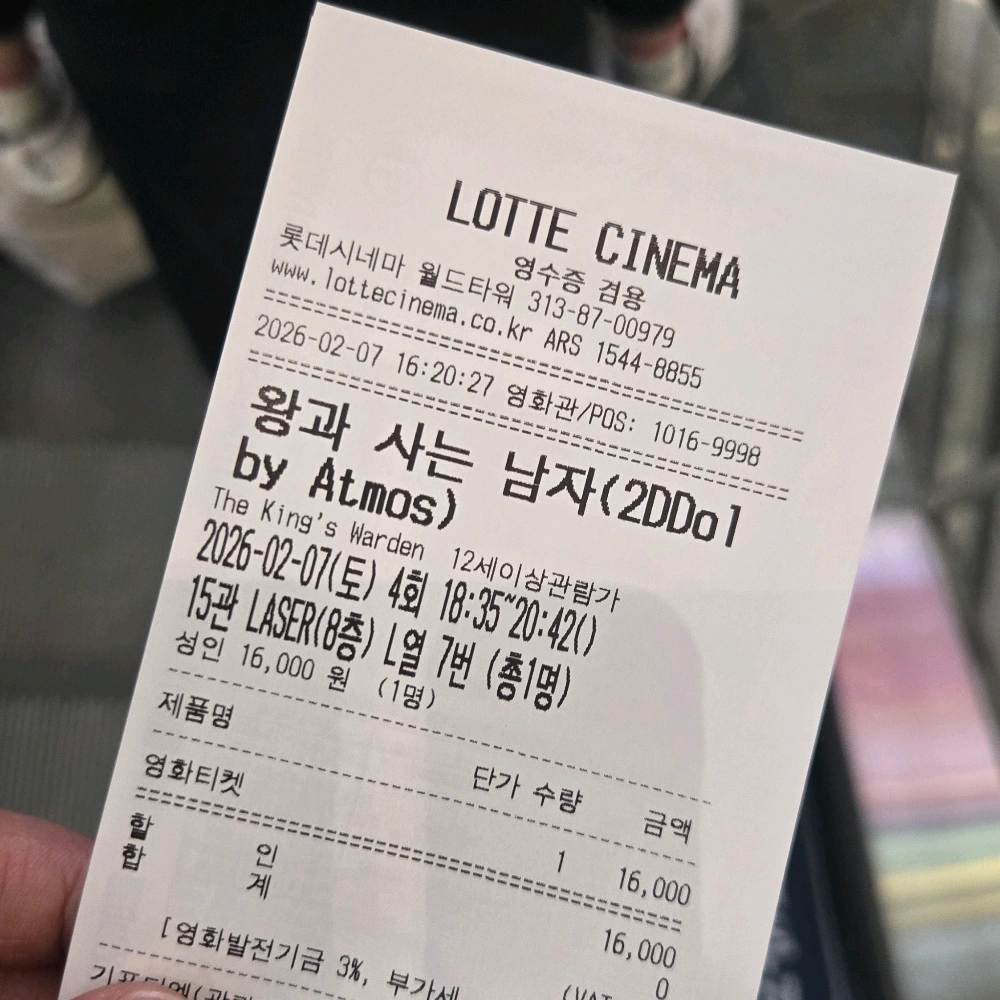 LOTTE CINEMA
영수증 겸용
롯데시네마 월드타워 313-87-00979
www.lottecinema.co.kr ARS 1544-8855
2026-02-07 16:20:27 영화관/POS: 1016-9998
왕과 사는 남자(2DDol
by Atmos)
The King's Warden 12세이상관람가
2026-02-07(토) 4회 18:35~20:42()
15관 LASER(8층) L열 7번 (총1명)
성인 16,000 원 (1명)
제품명 단가 수량 금액
영화티켓 1 16,000
할 인 16,000
합 계 0
[영화발전기금 3%, 부가세 (VAT